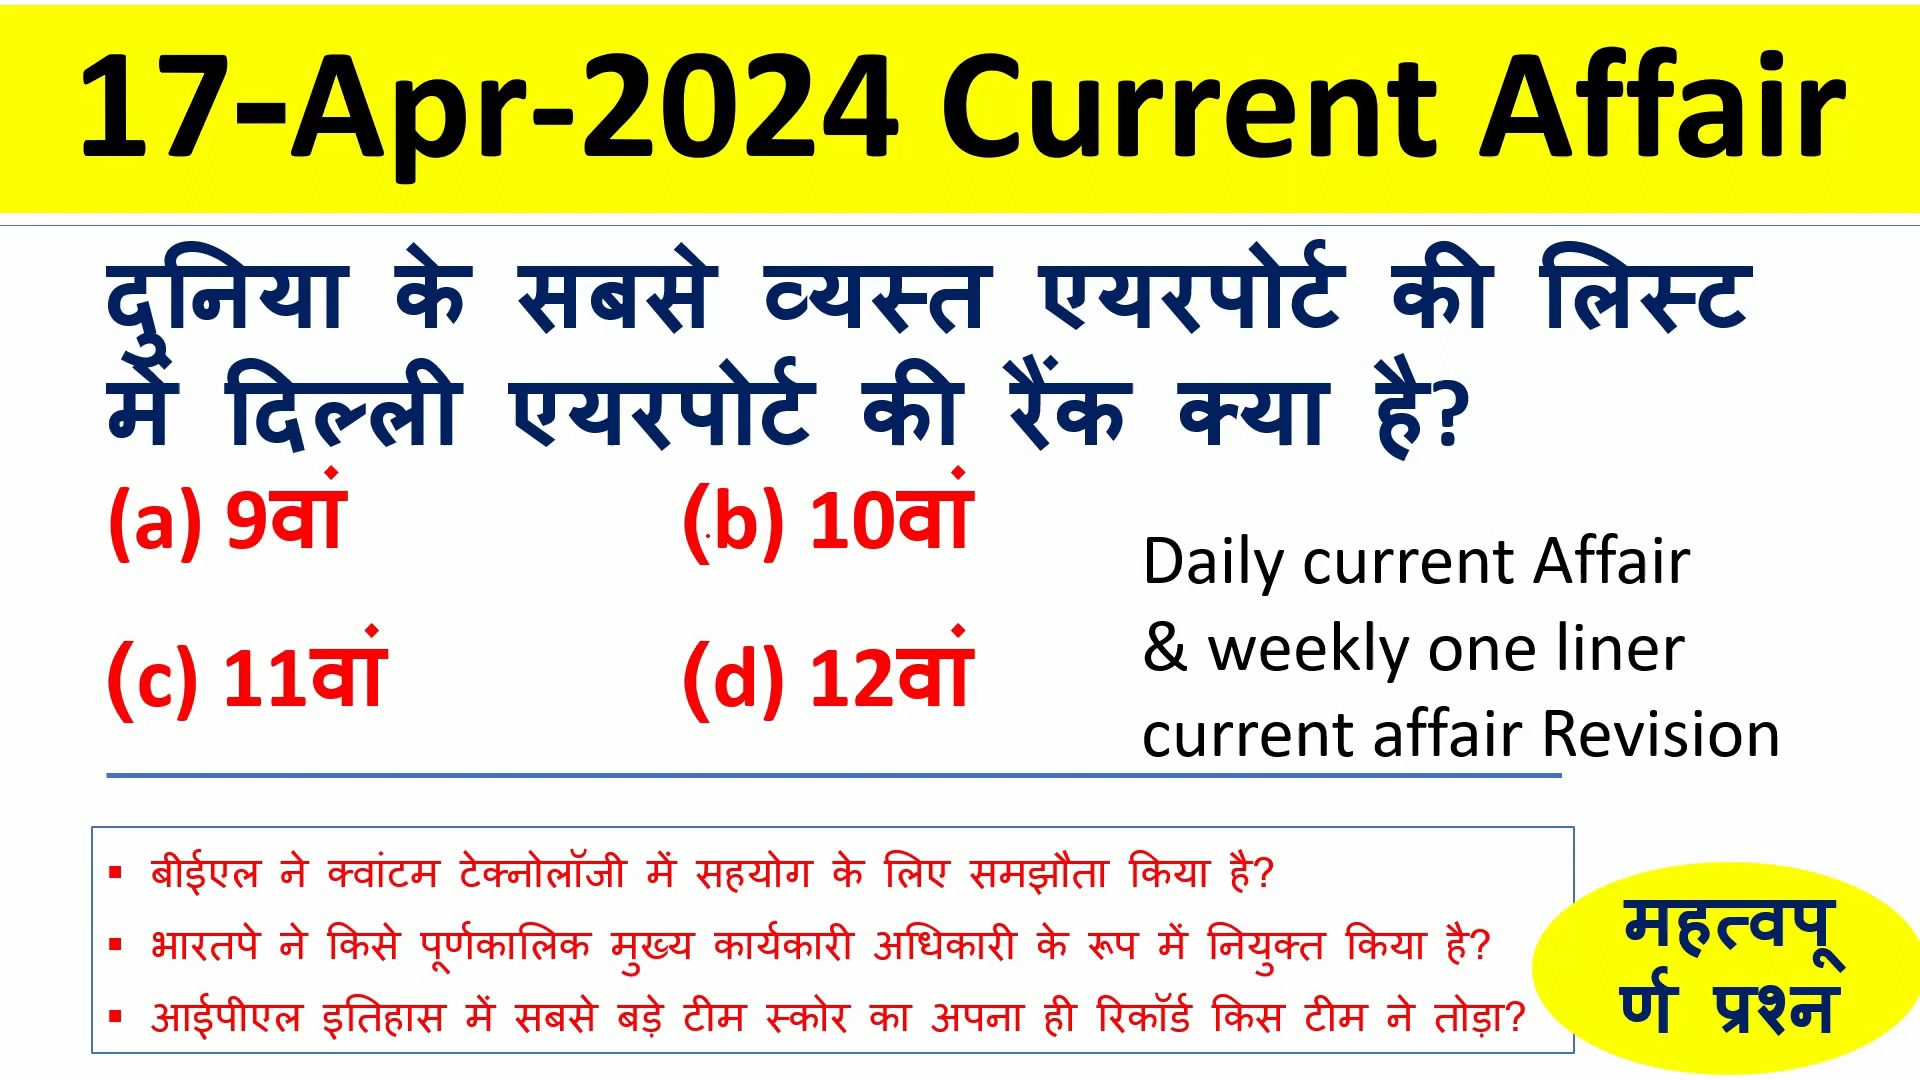 17-Apr-2024 Current Affair
दुनिया के सबसे व्यस्त एयरपोर्ट की लिस्ट
में दिल्ली एयरपोर्ट की रैंक क्या है?
(a) 9वां (b) 10वां
(c) 11वां (d) 12वां
Daily current Affair
& weekly one liner
current affair Revision
▪ बीईएल ने क्वांटम टेक्नोलॉजी में सहयोग के लिए समझौता किया है?
▪ भारतपे ने किसे पूर्णकालिक मुख्य कार्यकारी अधिकारी के रूप में नियुक्त किया है?
▪ आईपीएल इतिहास में सबसे बड़े टीम स्कोर का अपना ही रिकॉर्ड किस टीम ने तोड़ा?
महत्वपू
र्ण प्रश्न